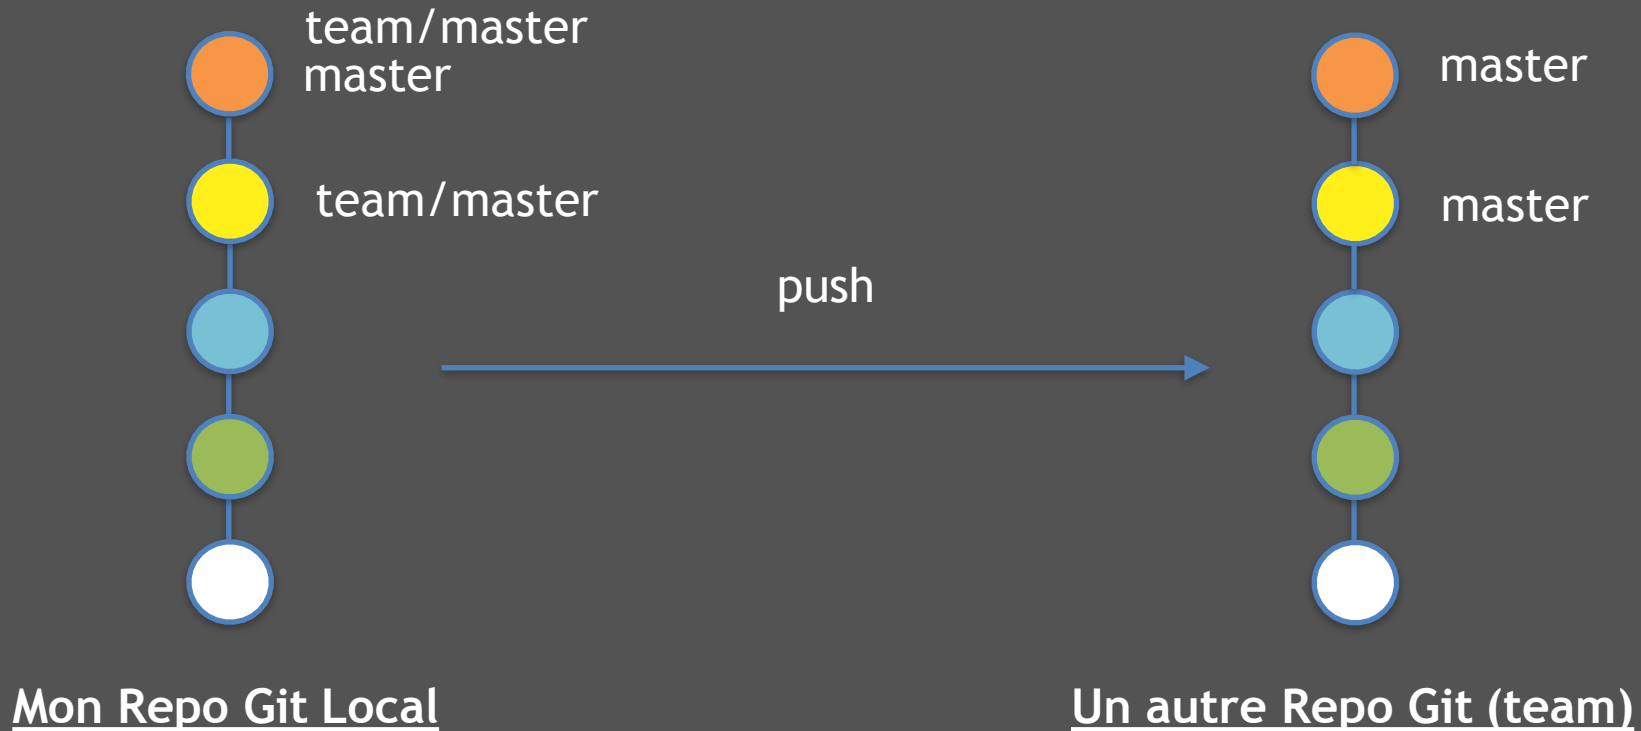 team/master
master
master
team/master
master
push
Mon Repo Git Local
Un autre Repo Git (team)